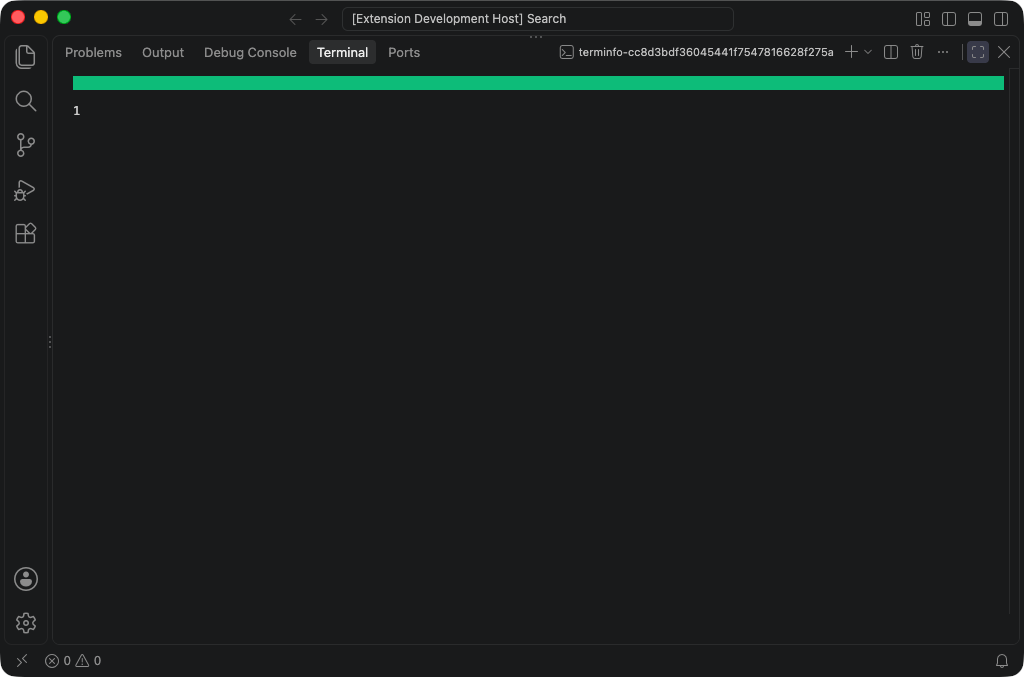 [Extension Development Host] Search
Problems Output Debug Console Terminal Ports
terminfo-cc8d3bdf36045441f7547816628f275a
1
0 0